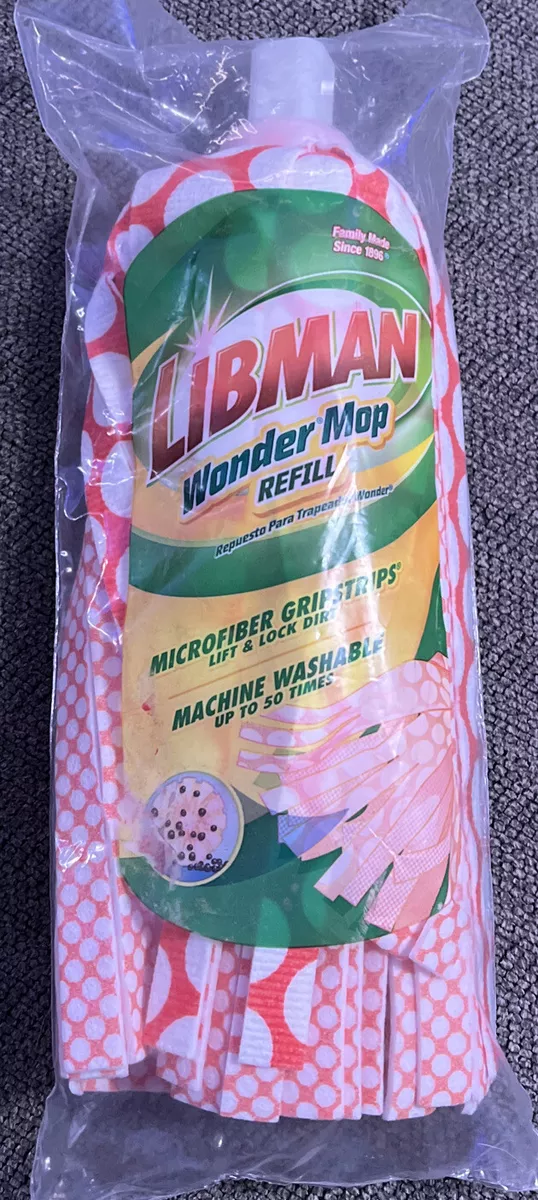 Family Made
Since 1896
LIBMAN
Wonder® Mop
REFILL
Repuesto Para Trapeador Wonder®
MICROFIBER GRIPSTRIPS®
LIFT & LOCK DIRT
MACHINE WASHABLE
UP TO 50 TIMES